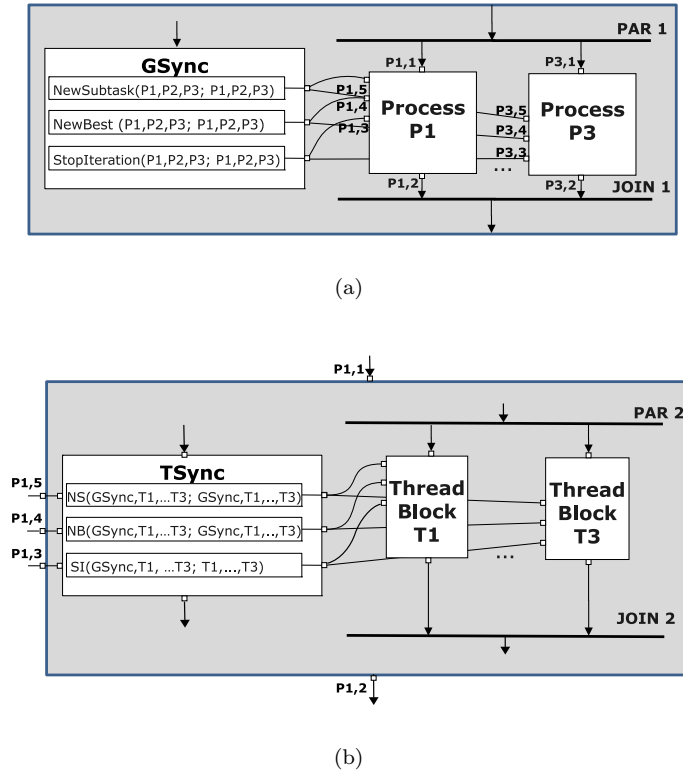 PAR 1
GSync
P1,1
P3,1
NewSubtask(P1,P2,P3; P1,P2,P3)
P1,5
Process
P1
Process
P3
P1,4
P3,5
NewBest (P1,P2,P3; P1,P2,P3)
P1,3
P3,4
StopIteration(P1,P2,P3; P1,P2,P3)
P3,3
...
P1,2
P3,2
JOIN 1
(a)
P1,1
PAR 2
TSync
Thread
Block
T1
Thread
Block
T3
P1,5
NS(GSync,T1,...T3; GSync,T1,..,T3)
P1,4
NB(GSync,T1,...T3; GSync,T1,..,T3)
P1,3
SI(GSync,T1, ...T3; T1,...,T3)
...
JOIN 2
P1,2
(b)